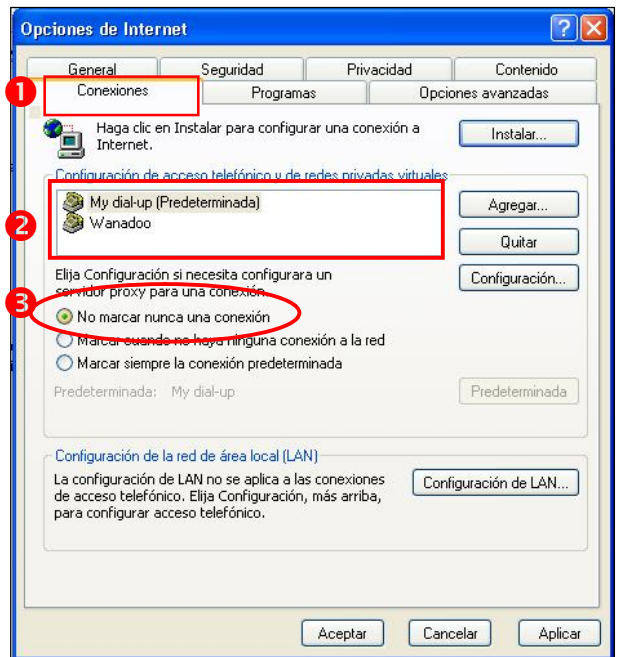 Opciones de Internet
General
Seguridad
Privacidad
Contenido
1
Conexiones
Programas
Opciones avanzadas
Haga clic en Instalar para configurar una conexión a
Internet.
Instalar...
Configuración de acceso telefónico y de redes privadas virtuales
My dial-up (Predeterminada)
Wanadoo
2
Agregar...
Quitar
Elija Configuración si necesita configurara un
servidor proxy para una conexión.
Configuración...
3
No marcar nunca una conexión
Marcar cuando no haya ninguna conexión a la red
Marcar siempre la conexión predeterminada
Predeterminada: My dial-up
Predeterminada
Configuración de la red de área local (LAN)
La configuración de LAN no se aplica a las conexiones
de acceso telefónico. Elija Configuración, más arriba,
para configurar acceso telefónico.
Configuración de LAN...
Aceptar
Cancelar
Aplicar